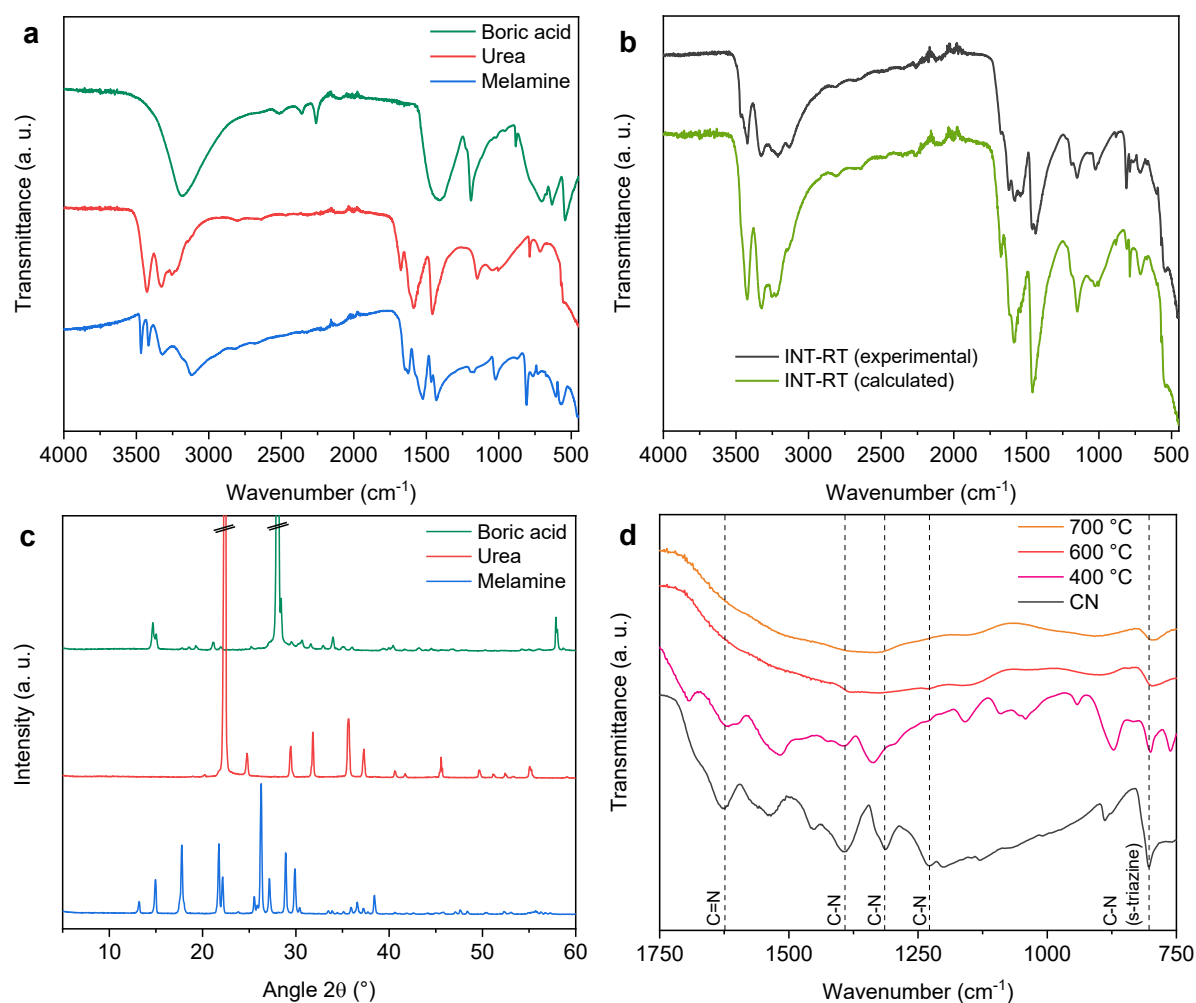 a
Boric acid
Urea
Melamine
Transmittance (a. u.)
4000 3500 3000 2500 2000 1500 1000 500
Wavenumber (cm⁻¹)
b
INT-RT (experimental)
INT-RT (calculated)
Transmittance (a. u.)
4000 3500 3000 2500 2000 1500 1000 500
Wavenumber (cm⁻¹)
c
Boric acid
Urea
Melamine
Intensity (a. u.)
10 20 30 40 50 60
Angle 2θ (°)
d
700 °C
600 °C
400 °C
CN
Transmittance (a. u.)
C=N
C-N
C-N
C-N
C-N
(s-triazine)
1750 1500 1250 1000 750
Wavenumber (cm⁻¹)